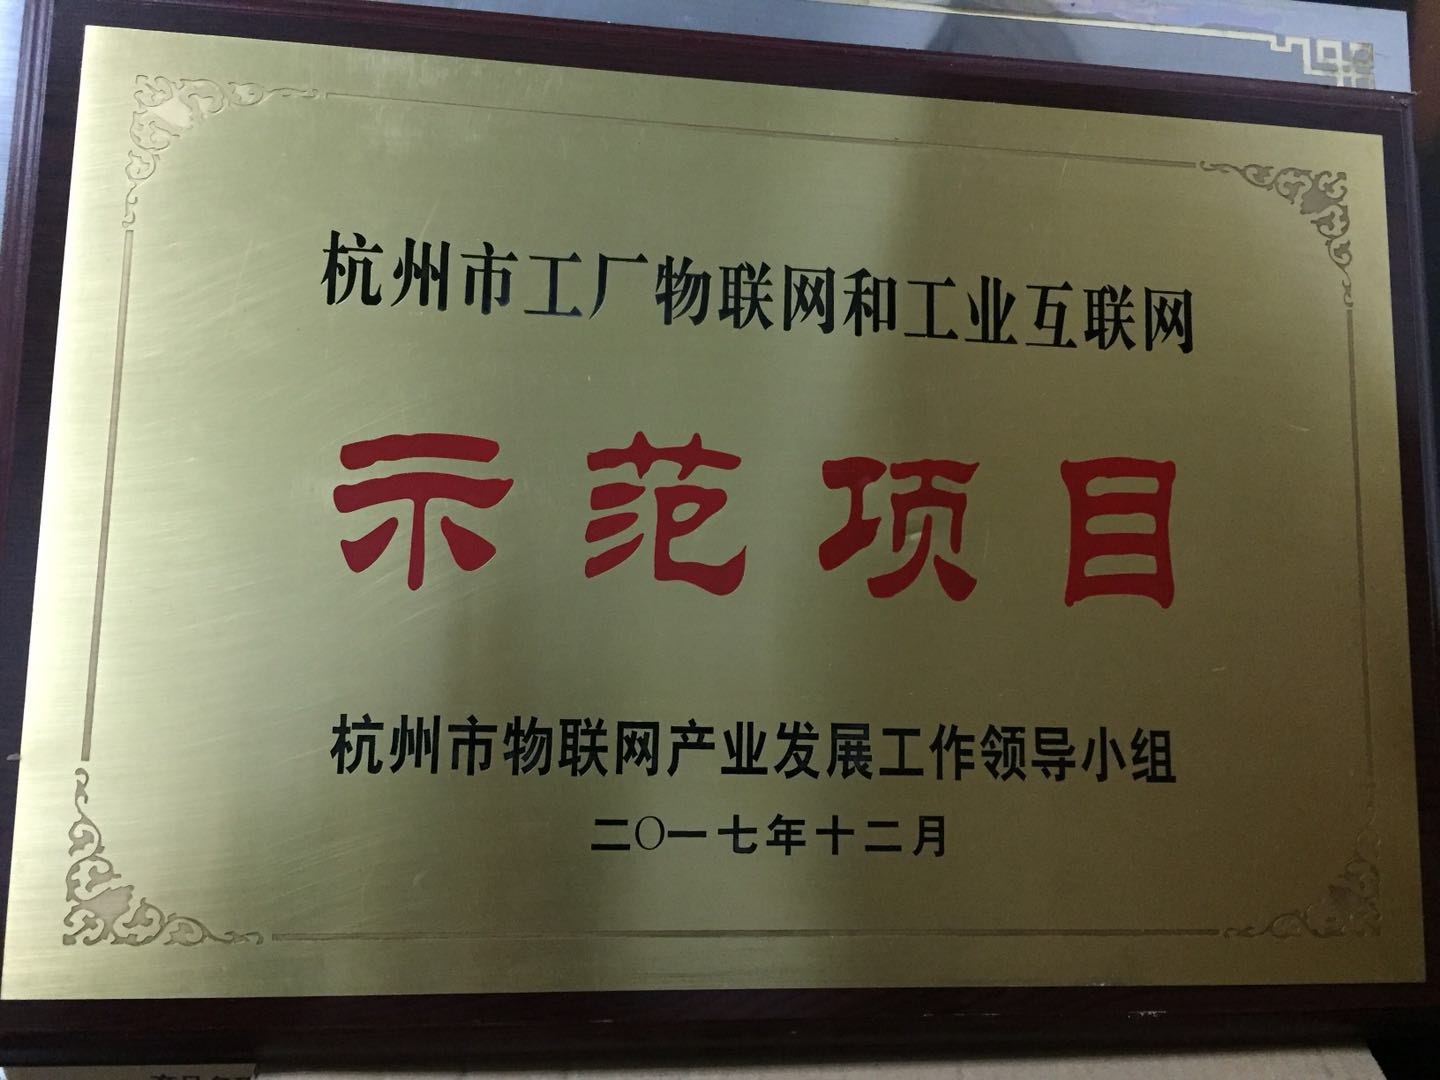 杭州市工厂物联网和工业互联网
示范项目
杭州市物联网产业发展工作领导小组
二〇一七年十二月